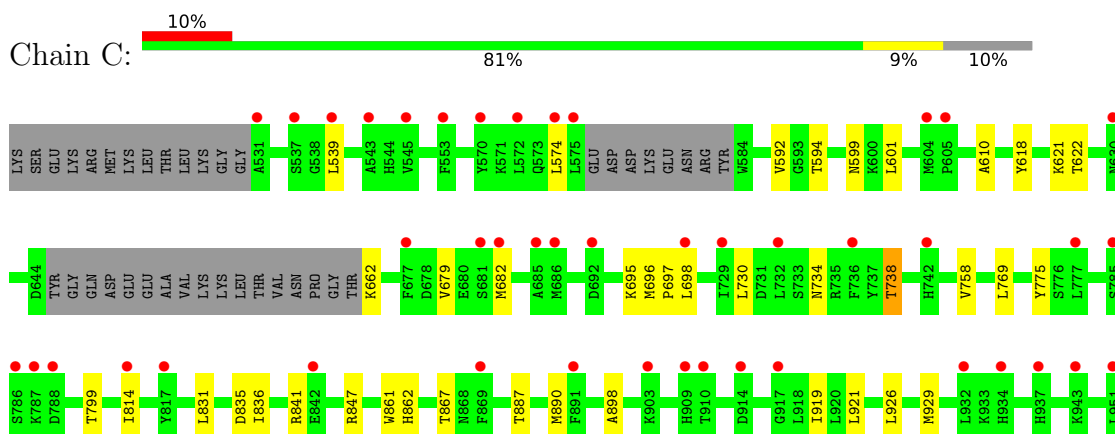 10%
Chain C:
81% 9% 10%
LYS SER GLU LYS ARG MET LYS LEU THR LEU LYS GLY GLY A531 S537 G538 L539 A543 H544 V545 F553 Y570 K571 L572 Q573 L574 L575 GLU ASP ASP LYS GLU ASN ARG TYR W584 V592 G593 T594 N599 K600 L601 M604 P605 A610 Y618 K621 T622 N630
D644 TYR GLY GLN ASP GLU GLU ALA VAL LYS LYS LEU THR VAL ASN PRO GLY THR K662 F677 D678 V679 E680 S681 M682 A685 M686 D692 K695 M696 P697 L698 I729 L730 D731 L732 S733 N734 R735 F736 Y737 T738 H742 V758 L769 Y775 S776 L777 S785
S786 K787 D788 T799 I814 Y817 L831 D835 I836 R841 E842 R847 W861 H862 T867 N868 F869 T887 M890 F891 A898 K903 H909 T910 D914 G917 L918 I919 L920 L921 L926 M929 L932 K933 H934 H937 K943